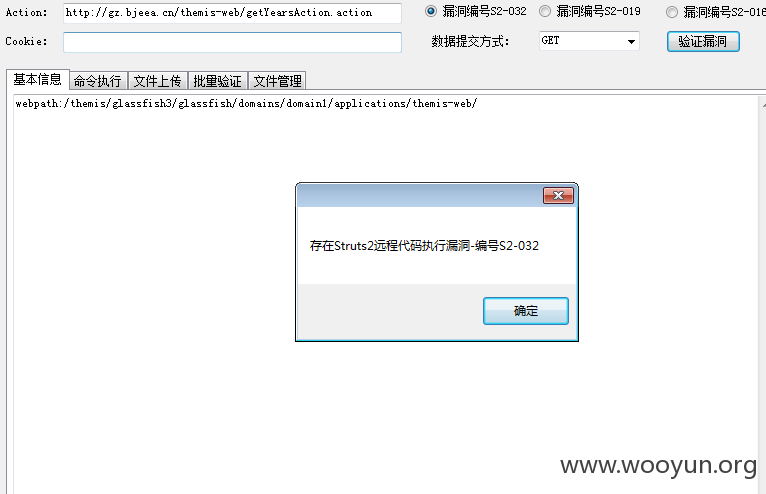 Action: http://gz.bjeea.cn/themis-web/getYearsAction.action 漏洞编号S2-032 漏洞编号S2-019 漏洞编号S2-016
Cookie: 数据提交方式: GET 验证漏洞
基本信息 命令执行 文件上传 批量验证 文件管理
webpath:/themis/glassfish3/glassfish/domains/domain1/applications/themis-web/
存在Struts2远程代码执行漏洞-编号S2-032
确定
www.wooyun.org